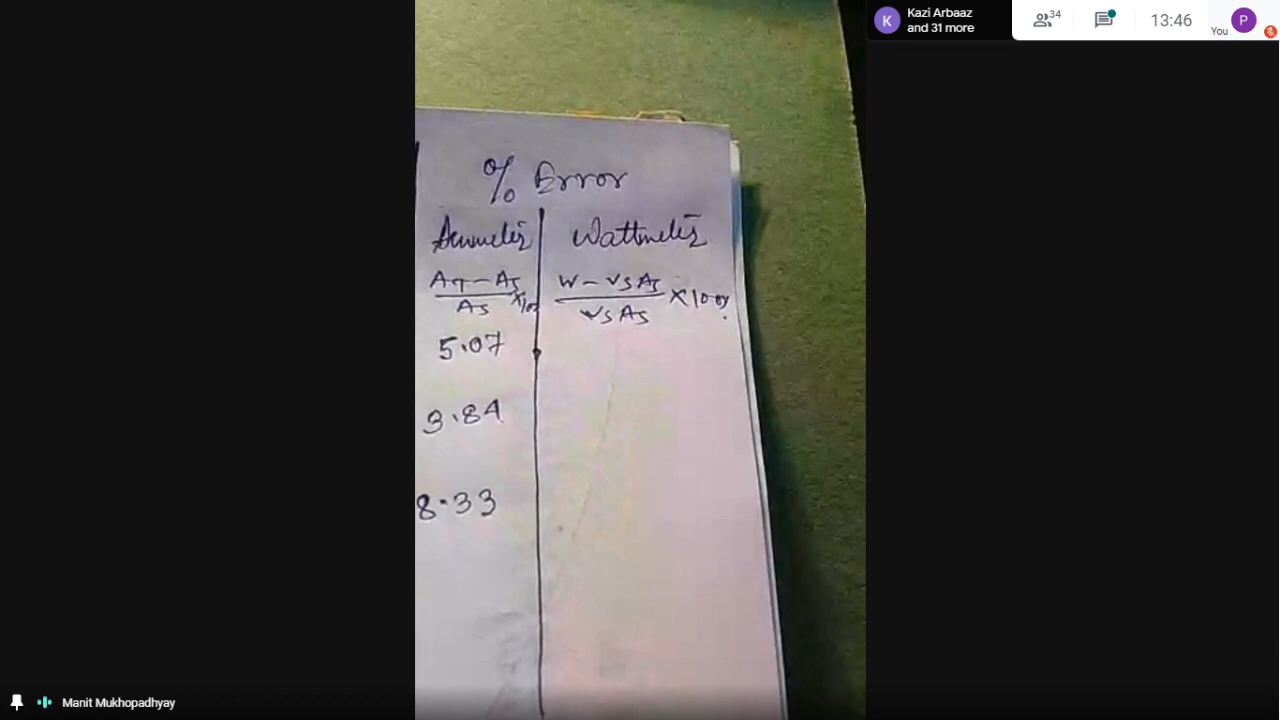 K
Kazi Arbaaz
and 31 more
34
13:46
You
P
% Error
Ammeter
Wattmeter
AT - AS / AS × 100
W - VS AS / VS AS × 100%
5.07
3.84
8.33
Manit Mukhopadhyay